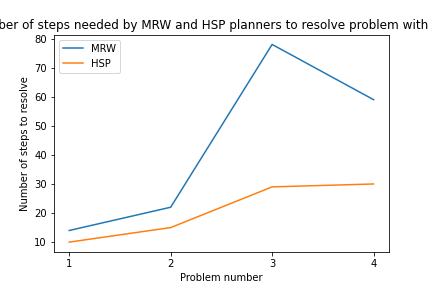 ber of steps needed by MRW and HSP planners to resolve problem with
MRW
HSP
80
70
60
50
40
30
20
10
Number of steps to resolve
1 2 3 4
Problem number